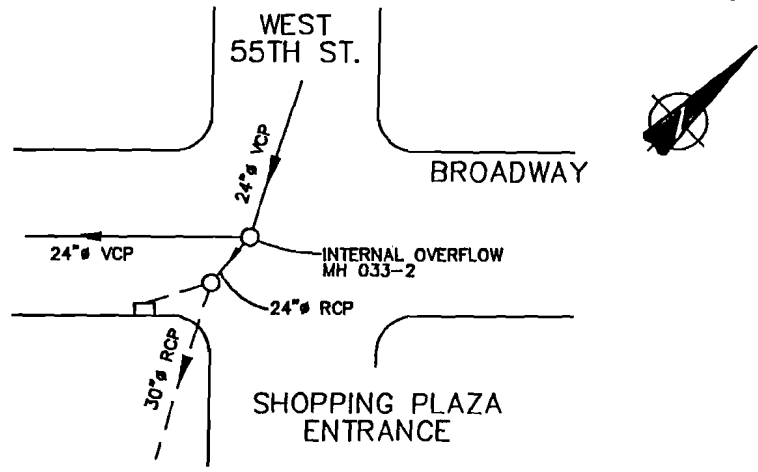 WEST
55TH ST.
24"ø VCP
BROADWAY
24"ø VCP
INTERNAL OVERFLOW
MH 033-2
24"ø RCP
30"ø RCP
SHOPPING PLAZA
ENTRANCE